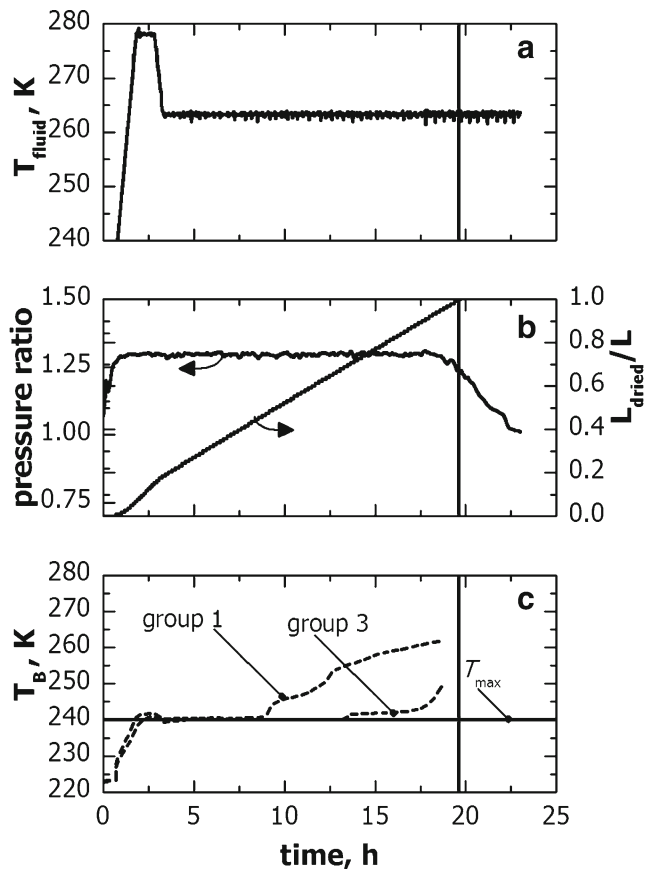 280
270
260
250
240
T_fluid, K
a
1.50
1.25
1.00
0.75
pressure ratio
1.0
0.8
0.6
0.4
0.2
0.0
L_dried/L
b
280
270
260
250
240
230
220
T_B, K
c
group 1
group 3
T_max
0 5 10 15 20 25
time, h